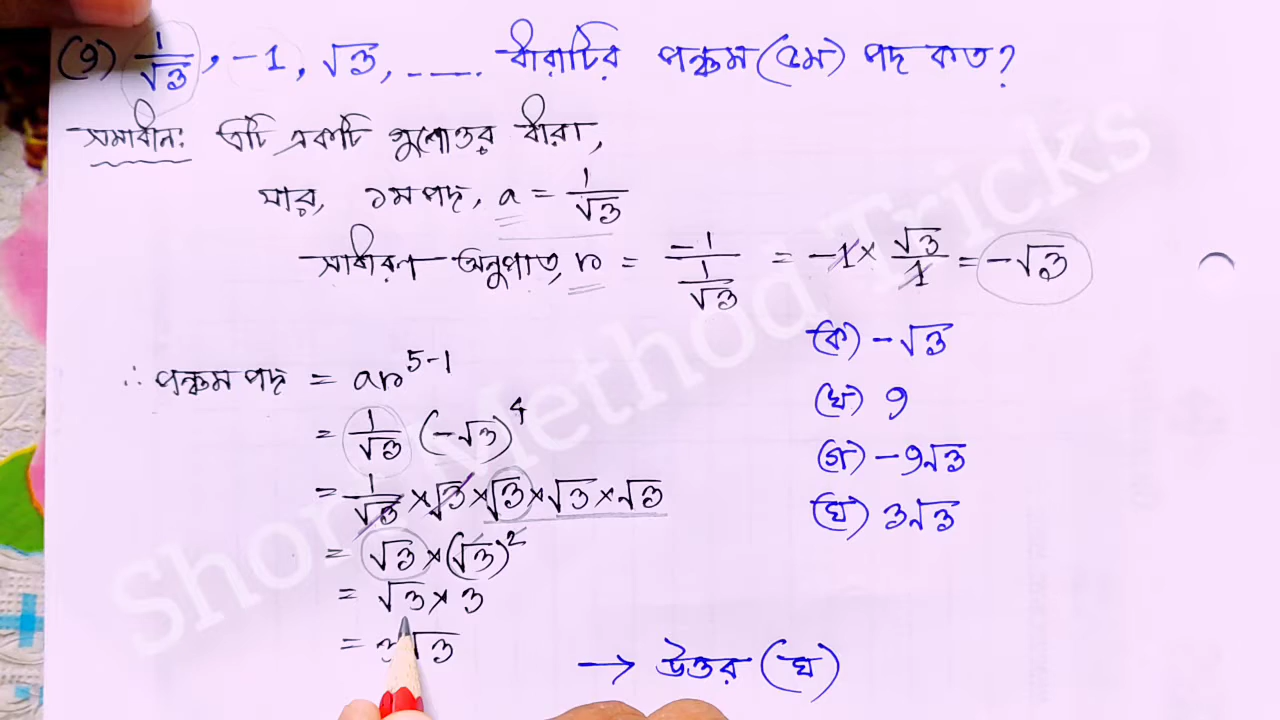 (9) 1/√3, -1, √3, ...... ধারাটির পঞ্চম (৫ম) পদ কত?
সমাধান: এটি একটি গুণোত্তর ধারা,
যার, ১ম পদ, a = 1/√3
সাধারণ অনুপাত, r = -1/(1/√3) = -1 × √3/1 = -√3
(ক) -√3
∴ পঞ্চম পদ = ar^5-1
(খ) 9
= 1/√3 (-√3)^4
(গ) -9√3
= 1/√3 × √3 × √3 × √3 × √3
(ঘ) 3√3
= √3 × (√3)^2
= √3 × 3
= 3√3
→ উত্তর (ঘ)
Short Method Tricks